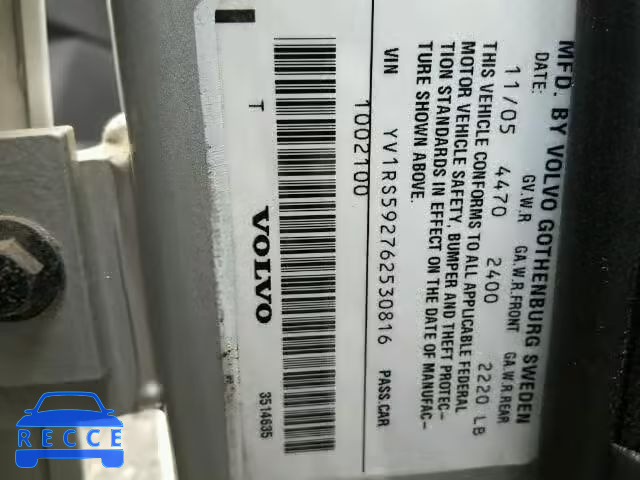 MFD. BY VOLVO GOTHENBURG SWEDEN
DATE: GV.W.R GA.W.R.FRONT GA.W.R.REAR
11/05 4470 2400 2220 LB
THIS VEHICLE CONFORMS TO ALL APPLICABLE FEDERAL
MOTOR VEHICLE SAFETY, BUMPER AND THEFT PROTEC-
TION STANDARDS IN EFFECT ON THE DATE OF MANUFAC-
TURE SHOWN ABOVE.
VIN YV1RS592762530816 PASS.CAR
1002100
T VOLVO 3514635
RECCE